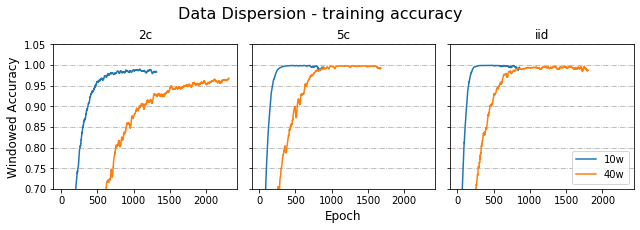 Data Dispersion - training accuracy
2c 5c iid
1.05
1.00
0.95
0.90
0.85
0.80
0.75
0.70
Windowed Accuracy
0 500 1000 1500 2000 0 500 1000 1500 2000 0 500 1000 1500 2000
Epoch
10w
40w